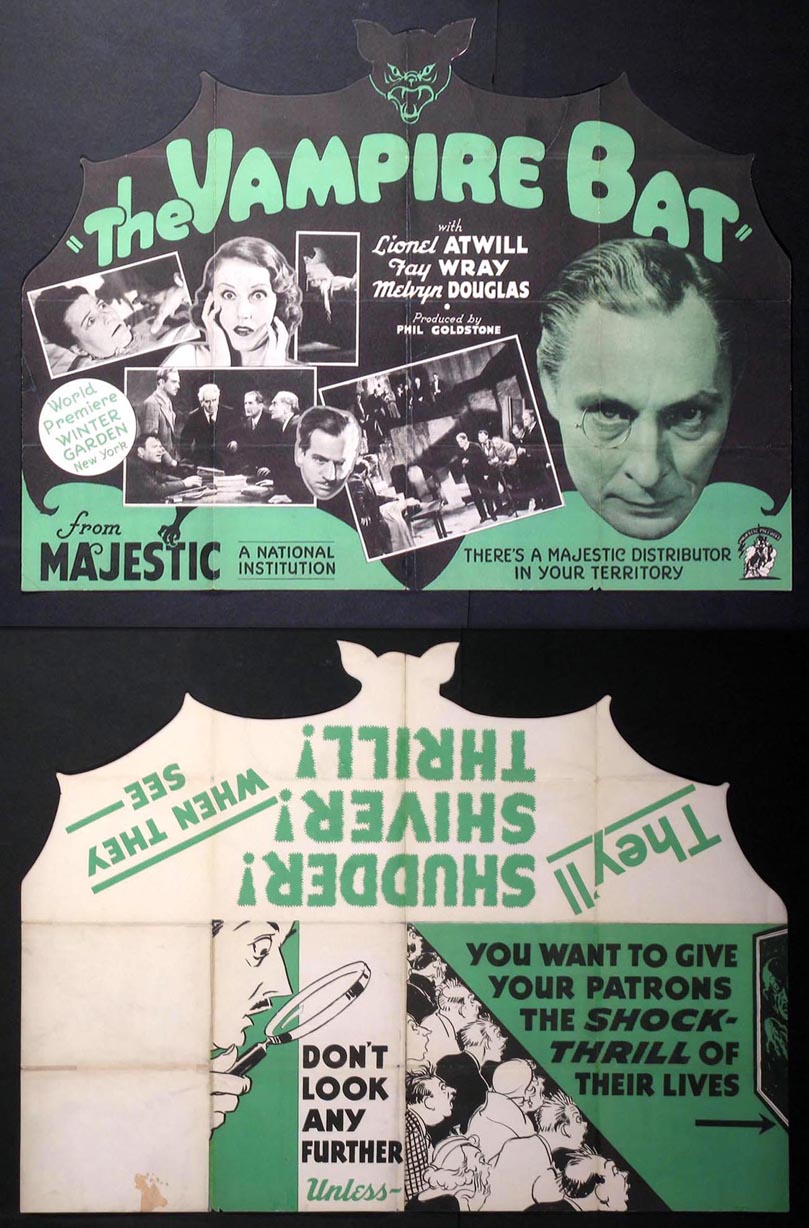 "The VAMPIRE BAT"
with
Lionel ATWILL
Fay WRAY
Melvyn DOUGLAS
Produced by
PHIL GOLDSTONE
World
Premiere
WINTER
GARDEN
New York
from
MAJESTIC
A NATIONAL
INSTITUTION
THERE'S A MAJESTIC DISTRIBUTOR
IN YOUR TERRITORY
They'll
SHUDDER!
SHIVER!
THRILL!
WHEN THEY
SEE
DON'T
LOOK
ANY
FURTHER
Unless-
YOU WANT TO GIVE
YOUR PATRONS
THE SHOCK-
THRILL OF
THEIR LIVES